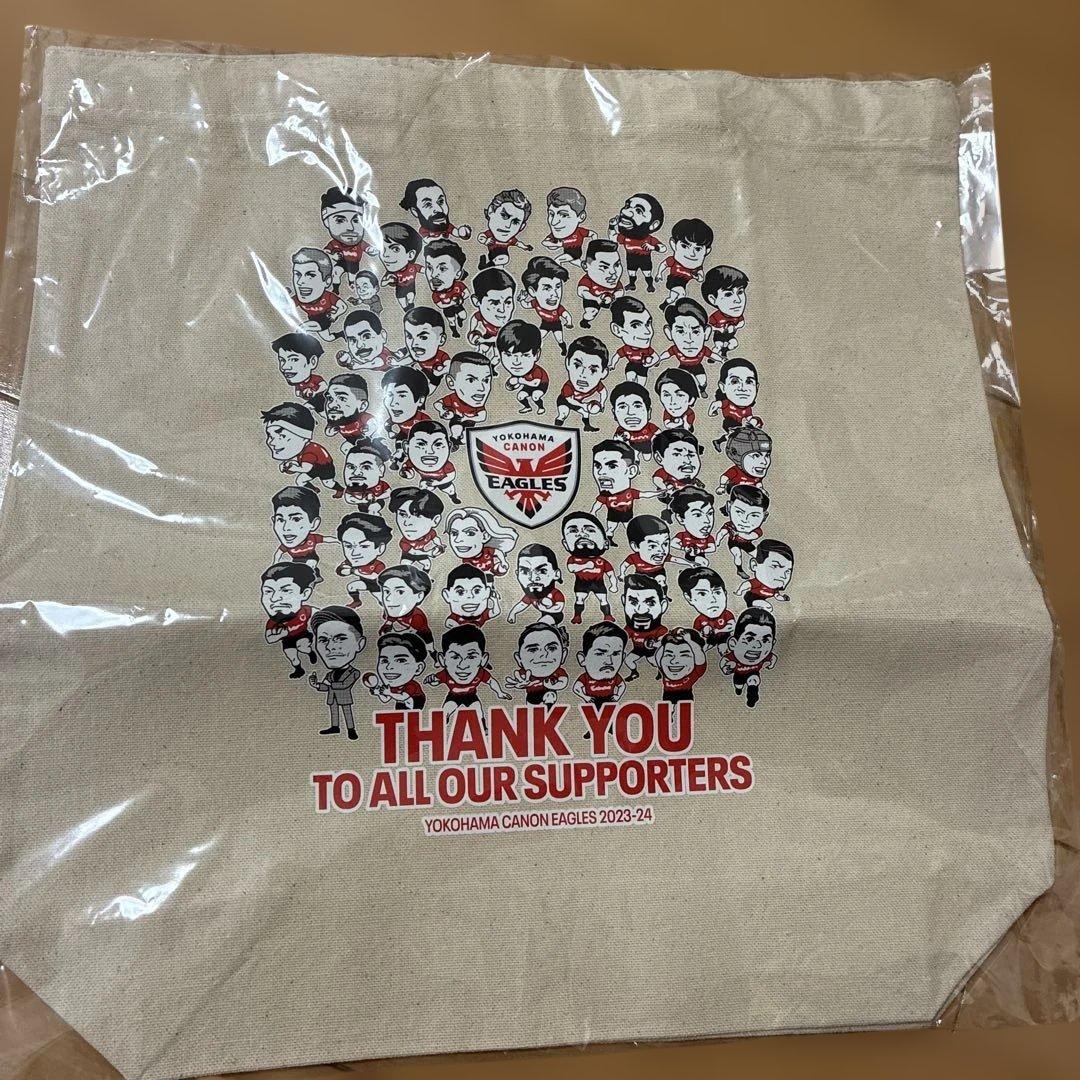 YOKOHAMA
CANON
EAGLES
THANK YOU
TO ALL OUR SUPPORTERS
YOKOHAMA CANON EAGLES 2023-24